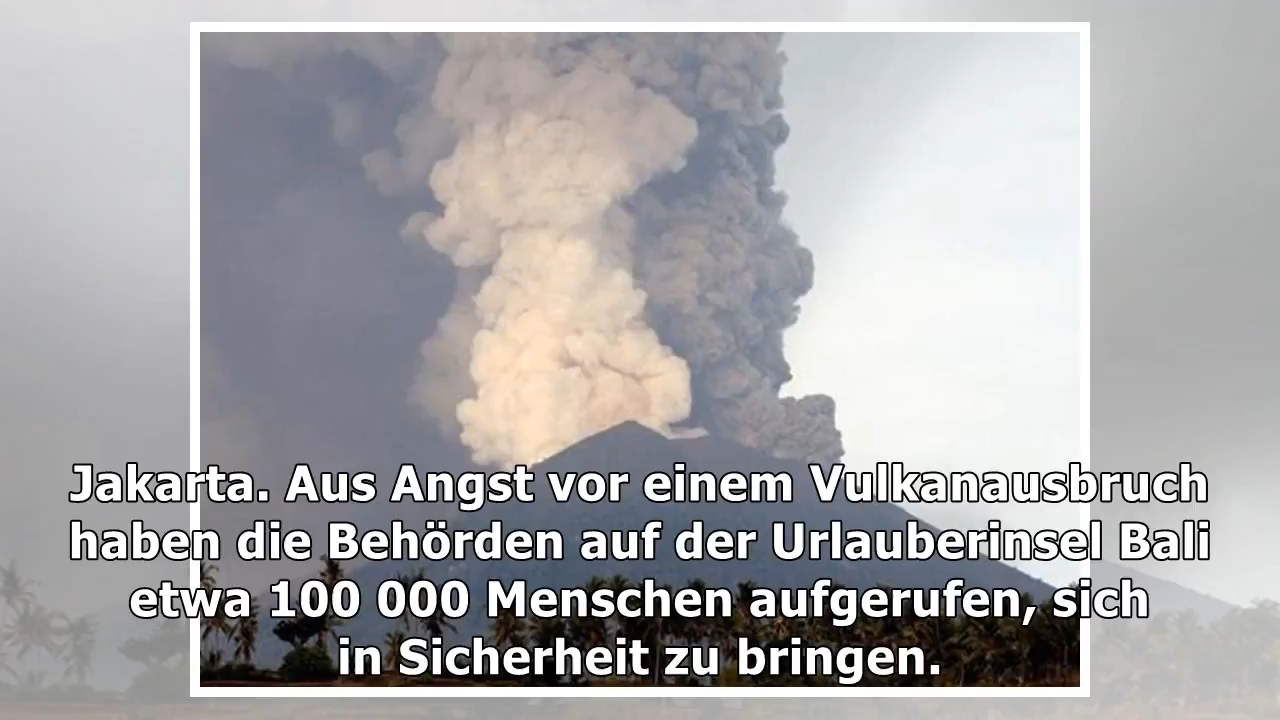 Jakarta. Aus Angst vor einem Vulkanausbruch
haben die Behörden auf der Urlauberinsel Bali
etwa 100 000 Menschen aufgerufen, sich
in Sicherheit zu bringen.